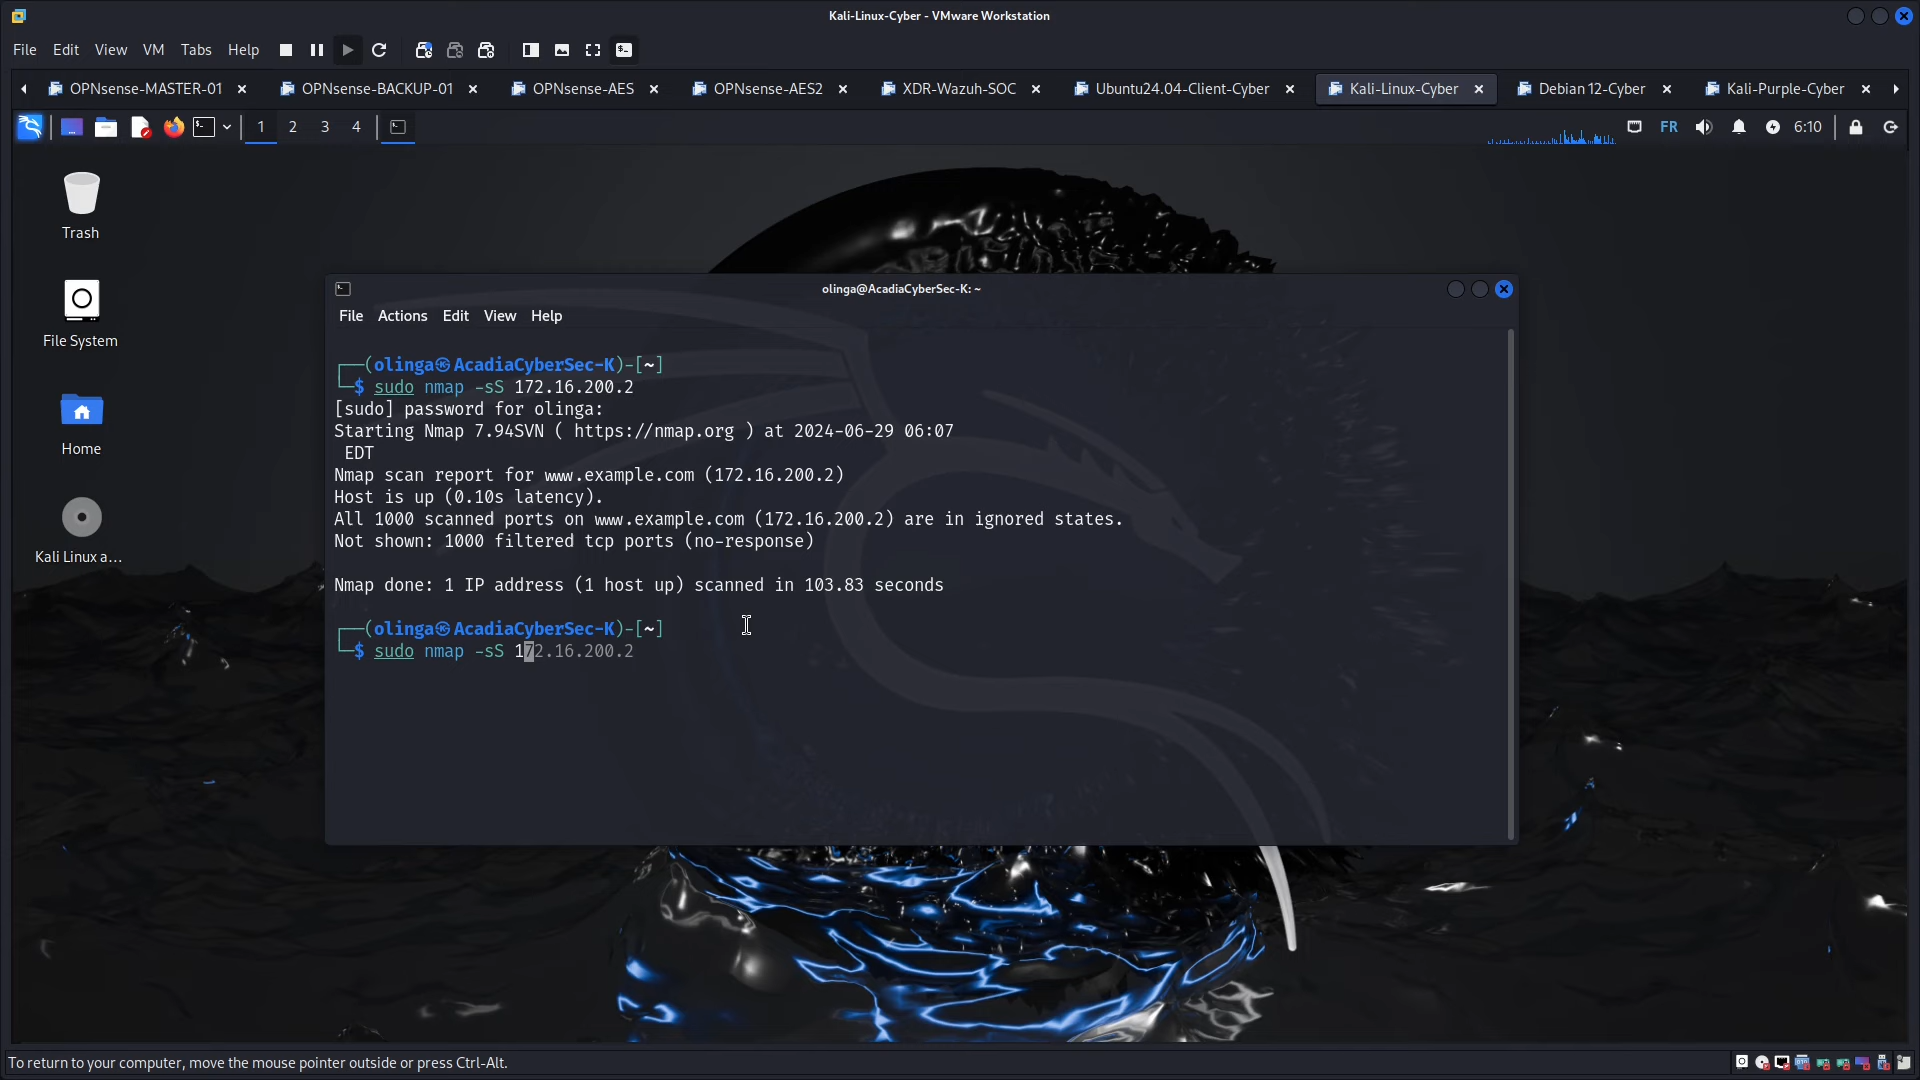 Kali-Linux-Cyber - VMware Workstation
File Edit View VM Tabs Help
OPNsense-MASTER-01 OPNsense-BACKUP-01 OPNsense-AES OPNsense-AES2 XDR-Wazuh-SOC Ubuntu24.04-Client-Cyber Kali-Linux-Cyber Debian 12-Cyber Kali-Purple-Cyber
1 2 3 4 FR 6:10
Trash
File System
Home
Kali Linux a...
olinga@AcadiaCyberSec-K: ~
File Actions Edit View Help
┌──(olinga㉿AcadiaCyberSec-K)-[~]
└─$ sudo nmap -sS 172.16.200.2
[sudo] password for olinga:
Starting Nmap 7.94SVN ( https://nmap.org ) at 2024-06-29 06:07
EDT
Nmap scan report for www.example.com (172.16.200.2)
Host is up (0.10s latency).
All 1000 scanned ports on www.example.com (172.16.200.2) are in ignored states.
Not shown: 1000 filtered tcp ports (no-response)
Nmap done: 1 IP address (1 host up) scanned in 103.83 seconds
┌──(olinga㉿AcadiaCyberSec-K)-[~]
└─$ sudo nmap -sS 172.16.200.2
To return to your computer, move the mouse pointer outside or press Ctrl-Alt.